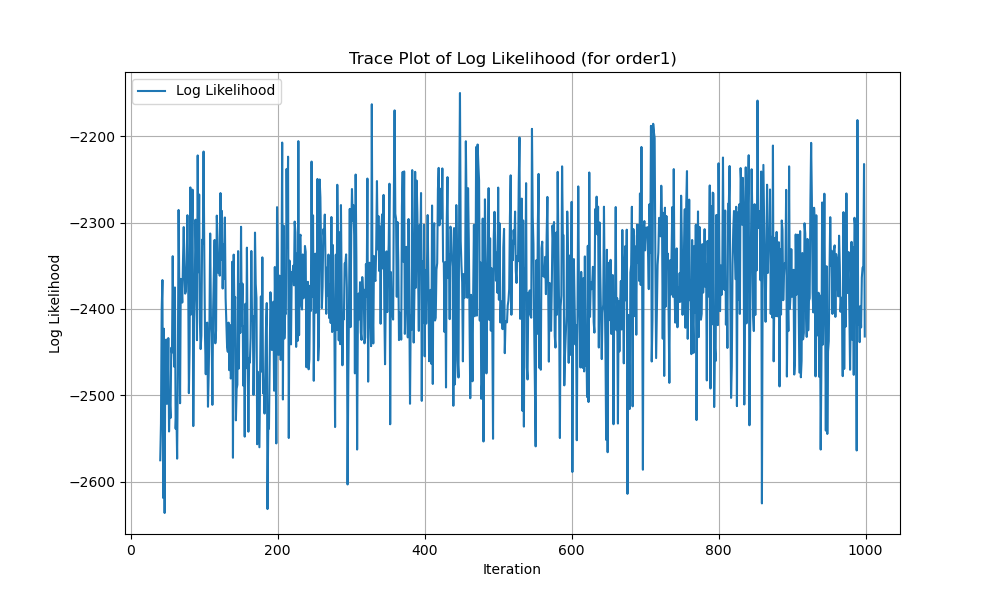 Trace Plot of Log Likelihood (for order1)
Log Likelihood
−2200
−2300
−2400
−2500
−2600
Log Likelihood
0 200 400 600 800 1000
Iteration